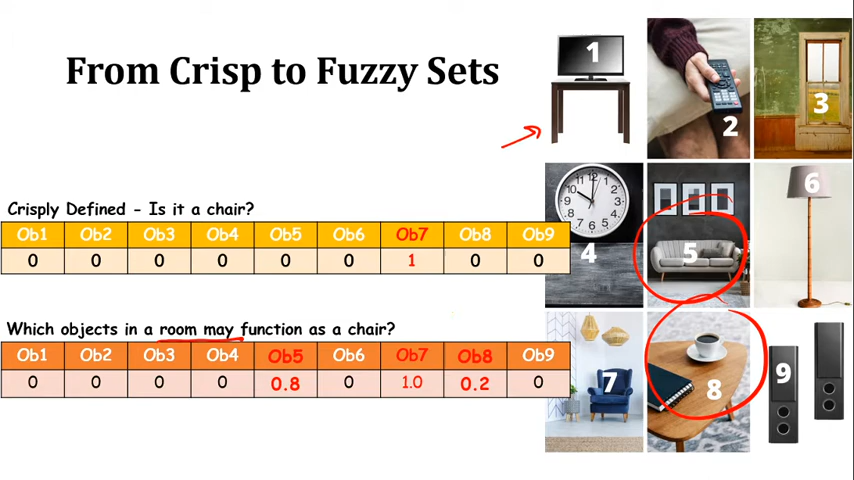 From Crisp to Fuzzy Sets
1
2
3
4
5
6
7
8
9
Crisply Defined - Is it a chair?
Ob1 Ob2 Ob3 Ob4 Ob5 Ob6 Ob7 Ob8 Ob9
0 0 0 0 0 0 1 0 0
Which objects in a room may function as a chair?
Ob1 Ob2 Ob3 Ob4 Ob5 Ob6 Ob7 Ob8 Ob9
0 0 0 0 0.8 0 1.0 0.2 0